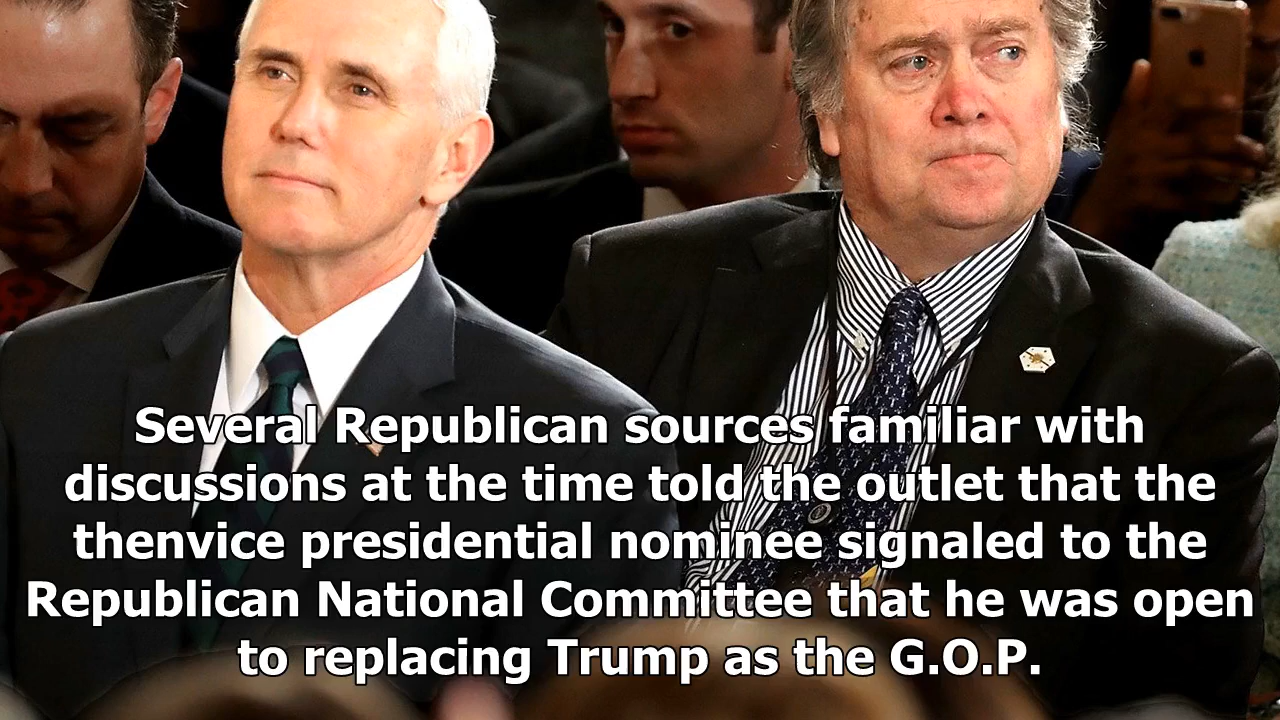 Several Republican sources familiar with
discussions at the time told the outlet that the
thenvice presidential nominee signaled to the
Republican National Committee that he was open
to replacing Trump as the G.O.P.